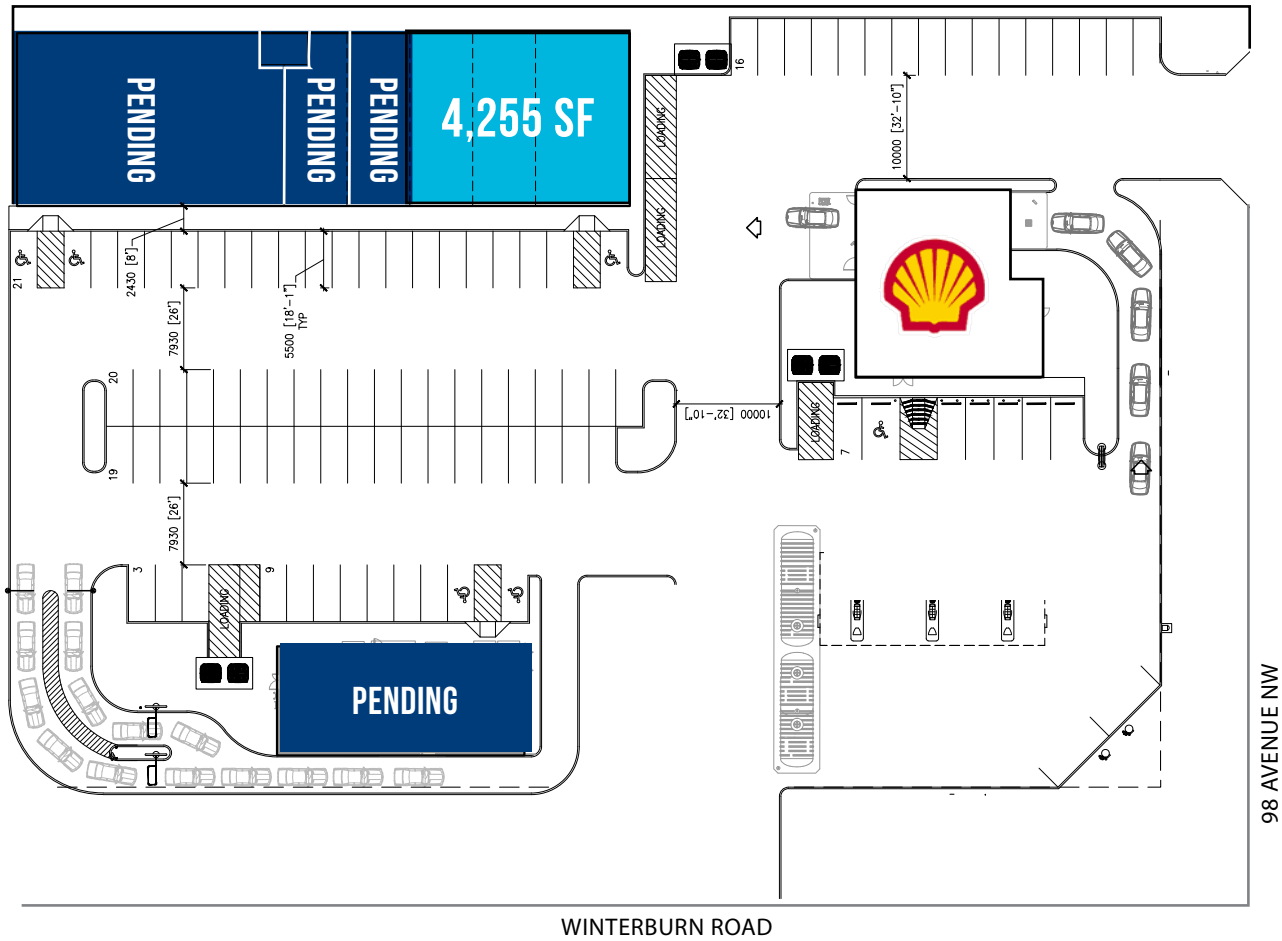 PENDING
PENDING
PENDING
4,255 SF
LOADING
LOADING
16
10000 [32'-10"]
21
2430 [8']
7930 [26']
5500 [18'-1"]
TYP
20
19
10000 [32'-10"]
LOADING
7
7930 [26']
3
9
LOADING
PENDING
98 AVENUE NW
WINTERBURN ROAD